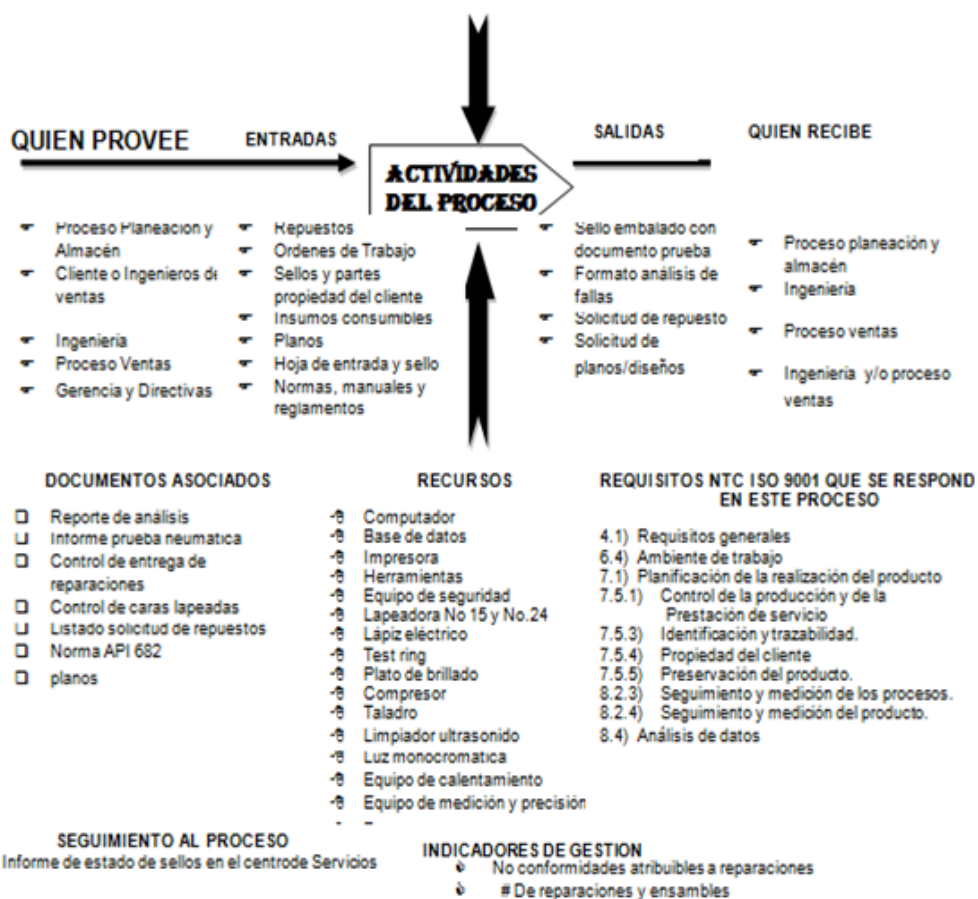 QUIEN PROVEE
ENTRADAS
ACTIVIDADES
DEL PROCESO
SALIDAS
QUIEN RECIBE
Proceso Planeación y
Almacén
Cliente o Ingenieros de
ventas
Ingeniería
Proceso Ventas
Gerencia y Directivas
Repuestos
Ordenes de Trabajo
Sellos y partes
propiedad del cliente
Insumos consumibles
Planos
Hoja de entrada y sello
Normas, manuales y
reglamentos
Sello embalado con
documento prueba
Formato análisis de
fallas
Solicitud de repuesto
Solicitud de
planos/diseños
Proceso planeación y
almacén
Ingeniería
Proceso ventas
Ingeniería y/o proceso
ventas
DOCUMENTOS ASOCIADOS
Reporte de análisis
Informe prueba neumatica
Control de entrega de
reparaciones
Control de caras lapeadas
Listado solicitud de repuestos
Norma API 682
planos
RECURSOS
Computador
Base de datos
Impresora
Herramientas
Equipo de seguridad
Lapeadora No 15 y No.24
Lápiz eléctrico
Test ring
Plato de brillado
Compresor
Taladro
Limpiador ultrasonido
Luz monocromatica
Equipo de calentamiento
Equipo de medición y precisión
REQUISITOS NTC ISO 9001 QUE SE RESPOND
EN ESTE PROCESO
4.1) Requisitos generales
6.4) Ambiente de trabajo
7.1) Planificación de la realización del producto
7.5.1) Control de la producción y de la
Prestación de servicio
7.5.3) Identificación y trazabilidad.
7.5.4) Propiedad del cliente
7.5.5) Preservación del producto.
8.2.3) Seguimiento y medición de los procesos.
8.2.4) Seguimiento y medición del producto.
8.4) Análisis de datos
SEGUIMIENTO AL PROCESO
Informe de estado de sellos en el centrode Servicios
INDICADORES DE GESTION
No conformidades atribuibles a reparaciones
# De reparaciones y ensambles